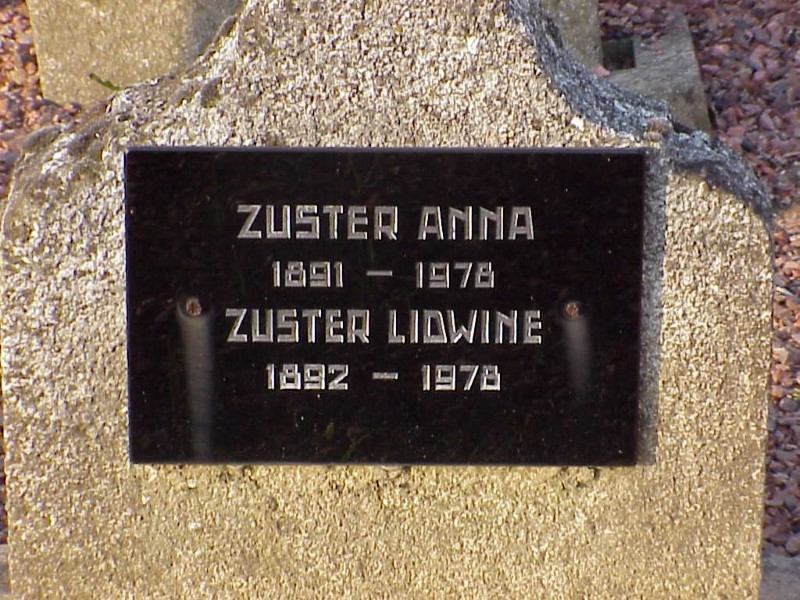 ZUSTER ANNA
1891 – 1978
ZUSTER LIDWINE
1892 – 1978